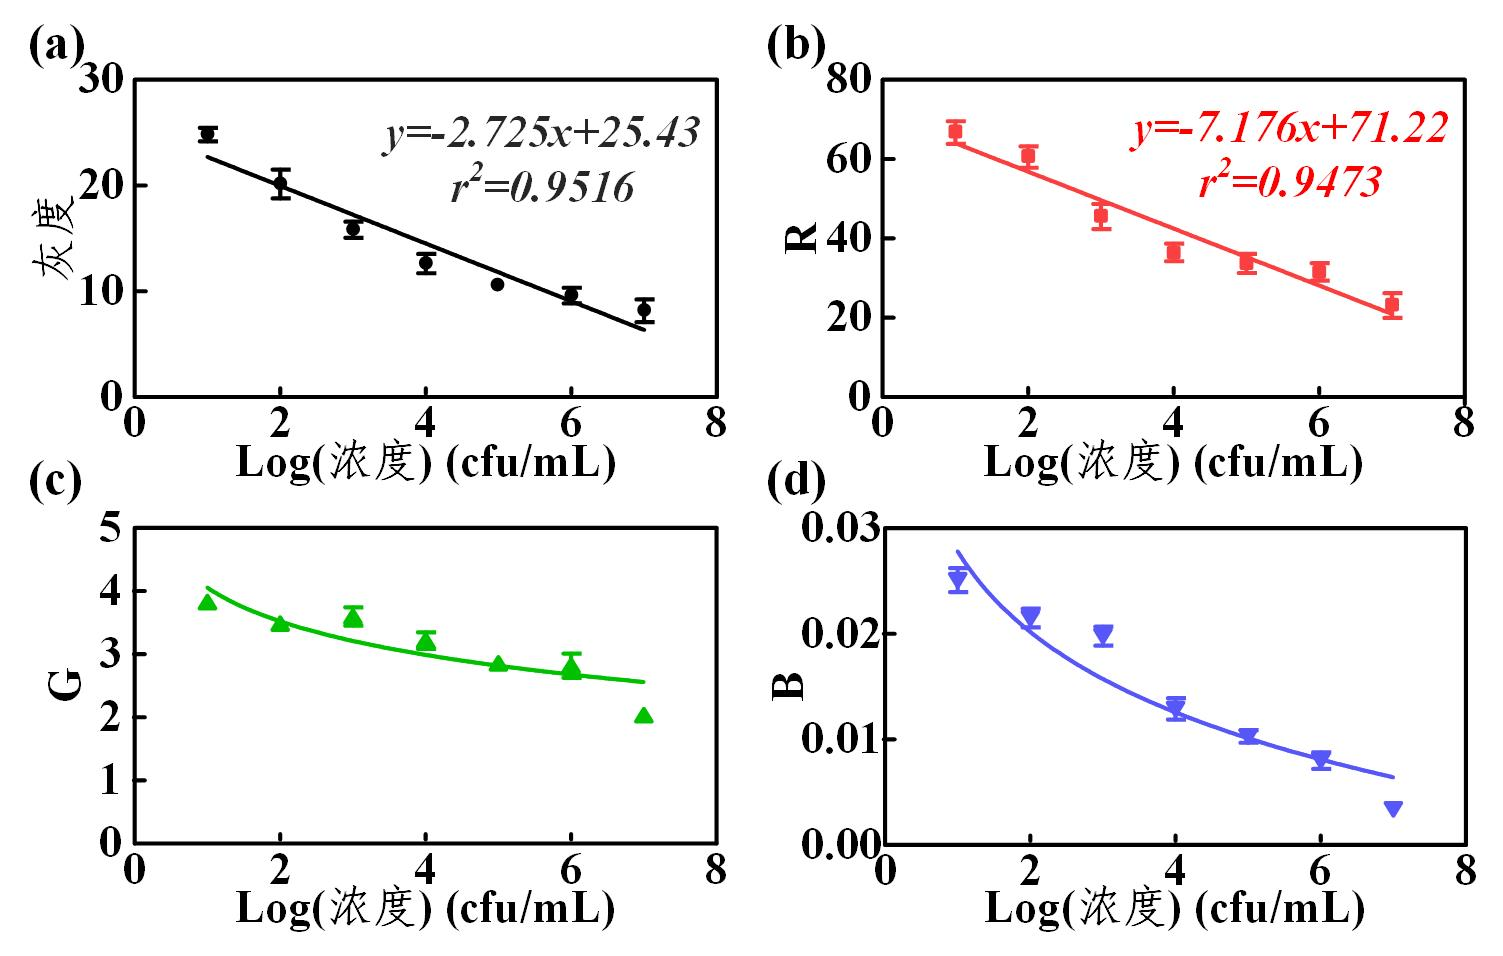 (a)
30
20
10
0
灰度
y=-2.725x+25.43
r²=0.9516
0 2 4 6 8
Log(浓度) (cfu/mL)
(b)
80
60
40
20
0
R
y=-7.176x+71.22
r²=0.9473
0 2 4 6 8
Log(浓度) (cfu/mL)
(c)
5
4
3
2
1
0
G
0 2 4 6 8
Log(浓度) (cfu/mL)
(d)
0.03
0.02
0.01
0.00
B
0 2 4 6 8
Log(浓度) (cfu/mL)